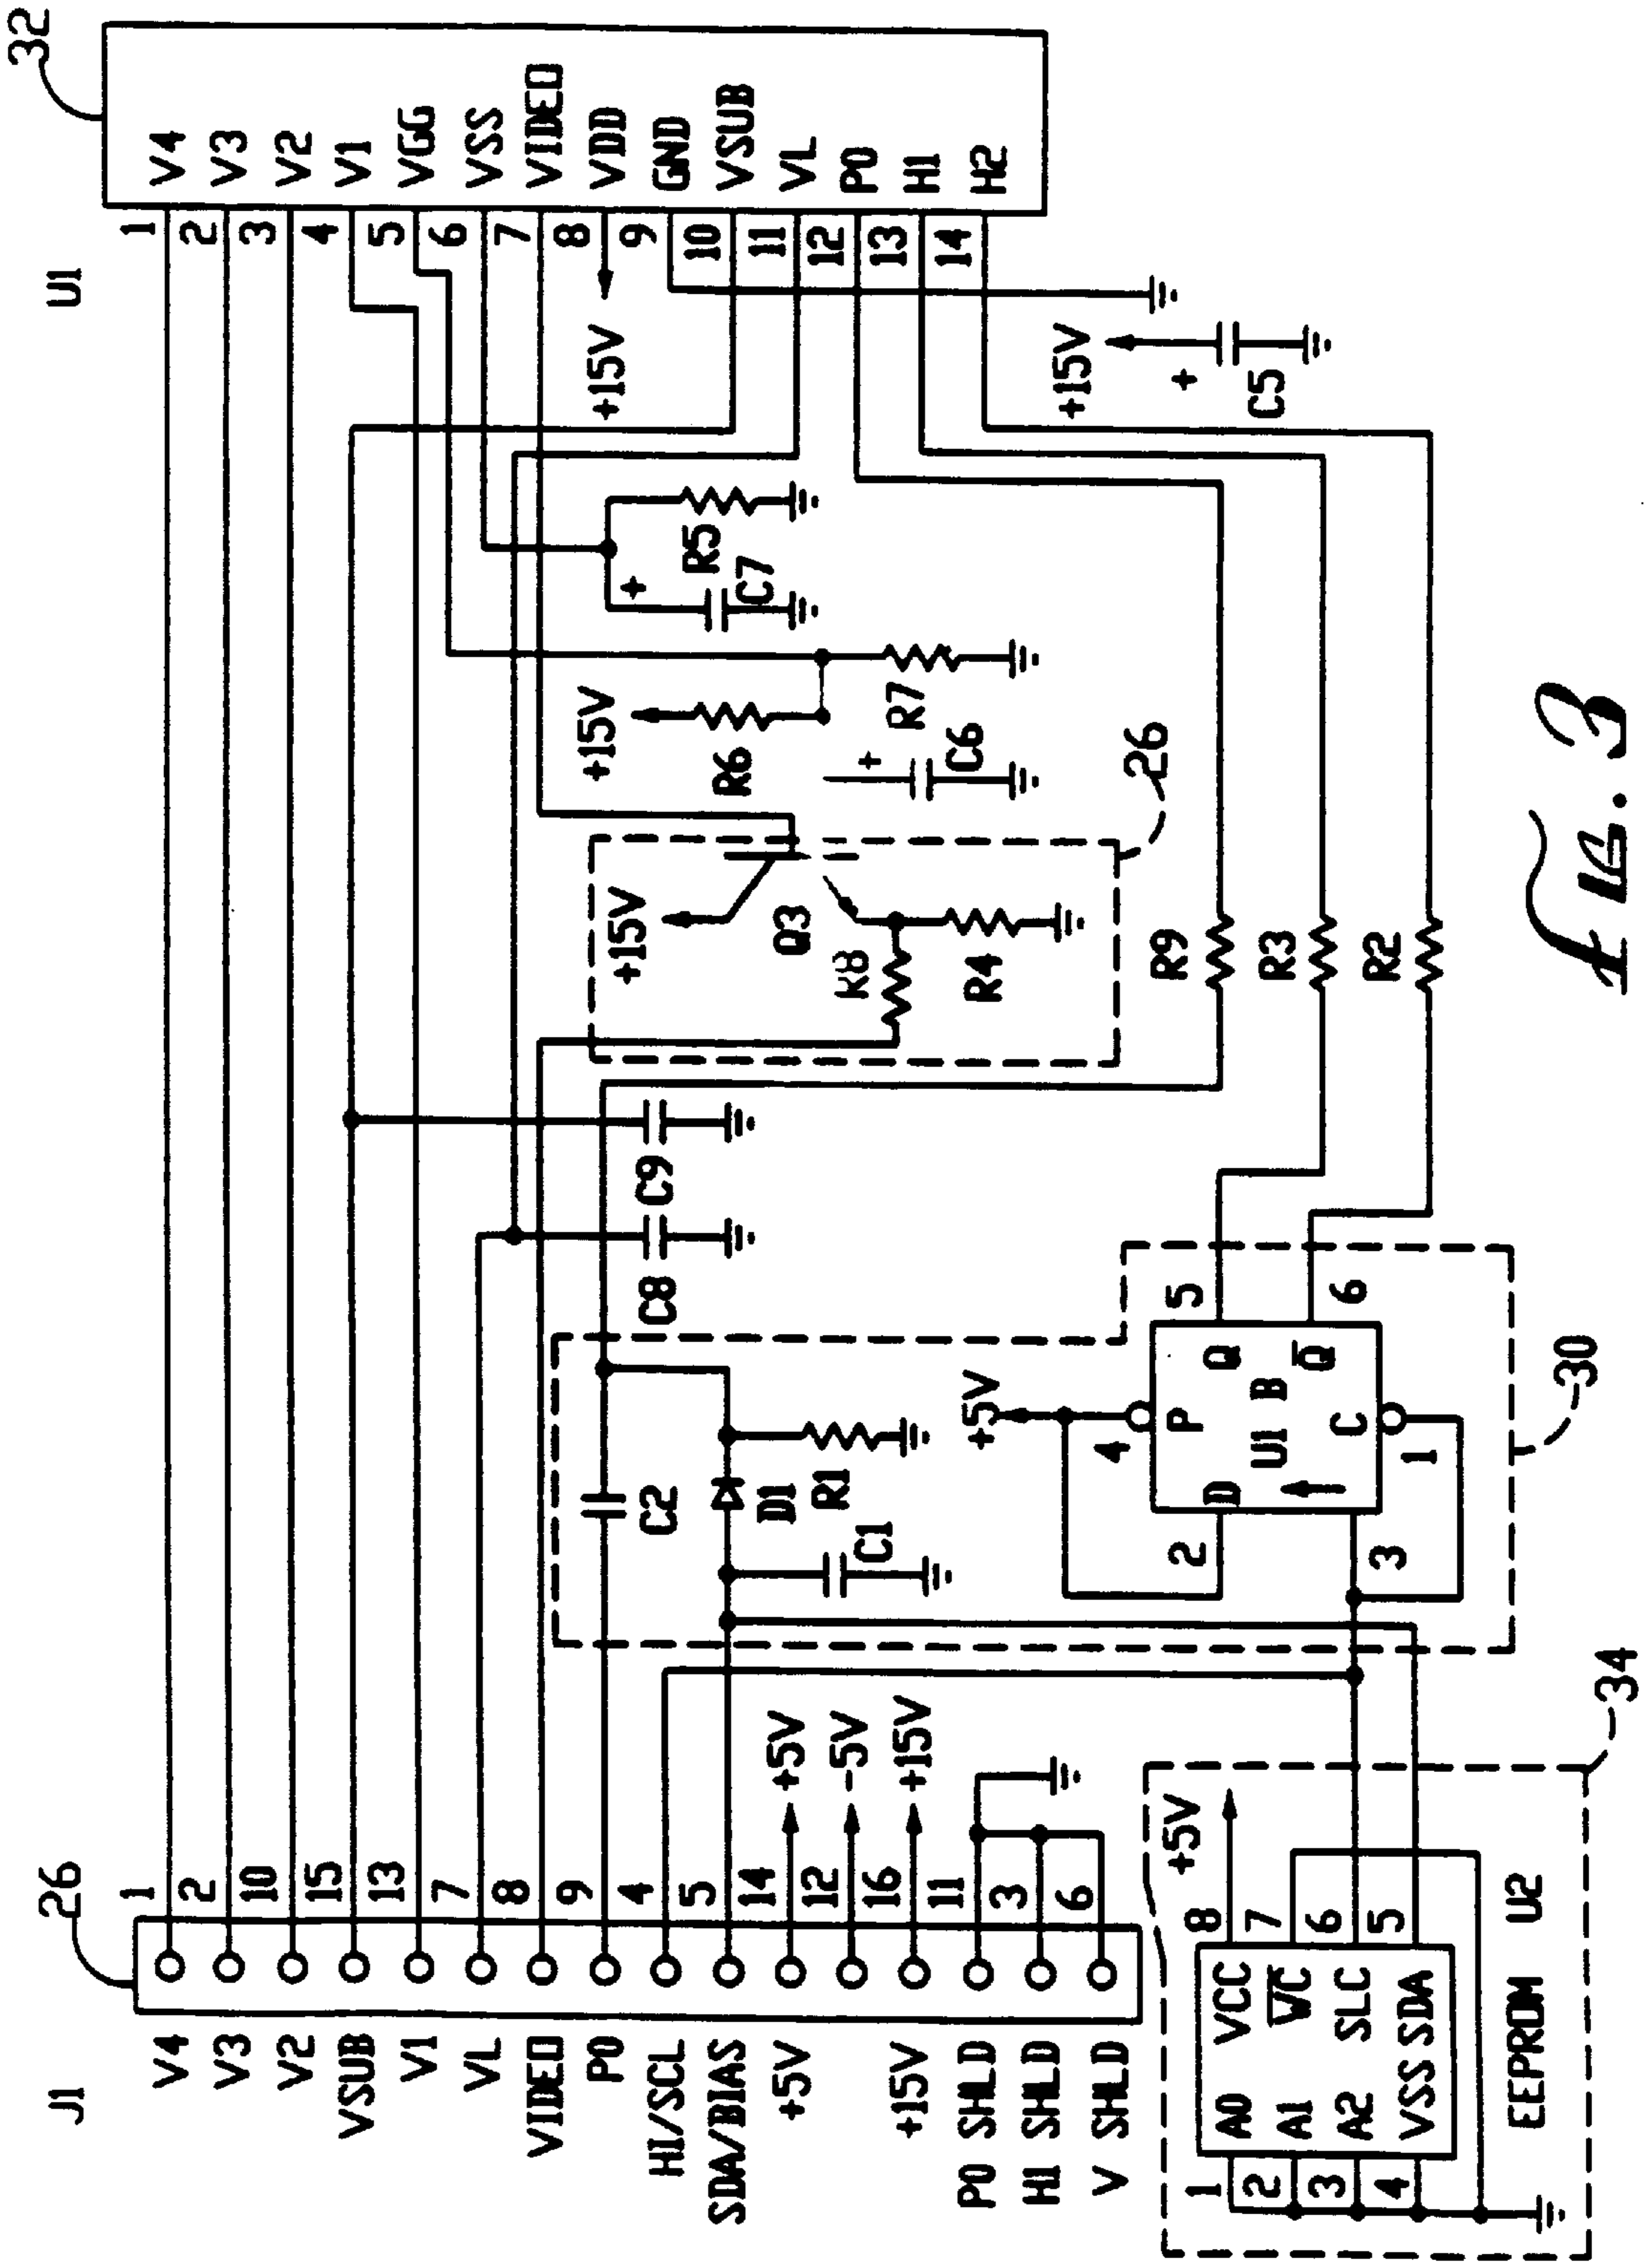 J1
26
V4 1
V3 2
V2 10
VSUB 15
V1 13
VL 7
VIDEO 8
P0 9
HI/SCL 4
SDA/BIAS 5
+5V 14 +5V
12 -5V
+15V 16 +15V
P0 SHLD 11
H1 SHLD 3
V SHLD 6
U1
32
1 V4
2 V3
3 V2
4 V1
5 VGG
6 VSS
7 VIDEO
8 VDD
9 GND
10 VSUB
11 VL
12 P0
13 H1
14 H2
+15V
+15V
+
C5
C8
C9
C2
D1
R1
C1
+15V
Q3
R8
R4
26
+15V
R6
R7
+
C6
+
C7
R5
R9
R3
R2
+5V
4
2 D P Q 5
U1 B
3 C Q̅ 6
1
30
+5V
1 A0 VCC 8
2 A1 W̅C̅ 7
3 A2 SLC 6
4 VSS SDA 5
EEPROM U2
34
FIG. 3